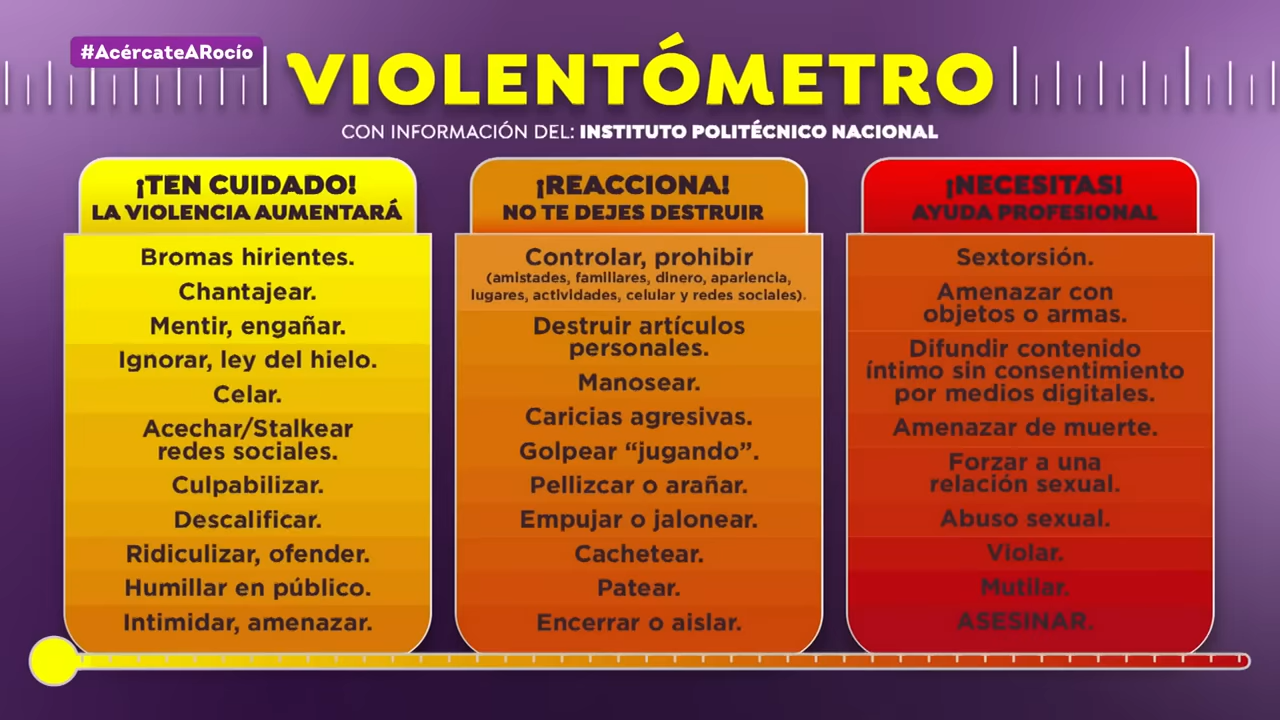 #AcércateARocío
VIOLENTÓMETRO
CON INFORMACIÓN DEL: INSTITUTO POLITÉCNICO NACIONAL
¡TEN CUIDADO!
LA VIOLENCIA AUMENTARÁ
Bromas hirientes.
Chantajear.
Mentir, engañar.
Ignorar, ley del hielo.
Celar.
Acechar/Stalkear
redes sociales.
Culpabilizar.
Descalificar.
Ridiculizar, ofender.
Humillar en público.
Intimidar, amenazar.
¡REACCIONA!
NO TE DEJES DESTRUIR
Controlar, prohibir
(amistades, familiares, dinero, apariencia,
lugares, actividades, celular y redes sociales).
Destruir artículos
personales.
Manosear.
Caricias agresivas.
Golpear “jugando”.
Pellizcar o arañar.
Empujar o jalonear.
Cachetear.
Patear.
Encerrar o aislar.
¡NECESITAS!
AYUDA PROFESIONAL
Sextorsión.
Amenazar con
objetos o armas.
Difundir contenido
íntimo sin consentimiento
por medios digitales.
Amenazar de muerte.
Forzar a una
relación sexual.
Abuso sexual.
Violar.
Mutilar.
ASESINAR.